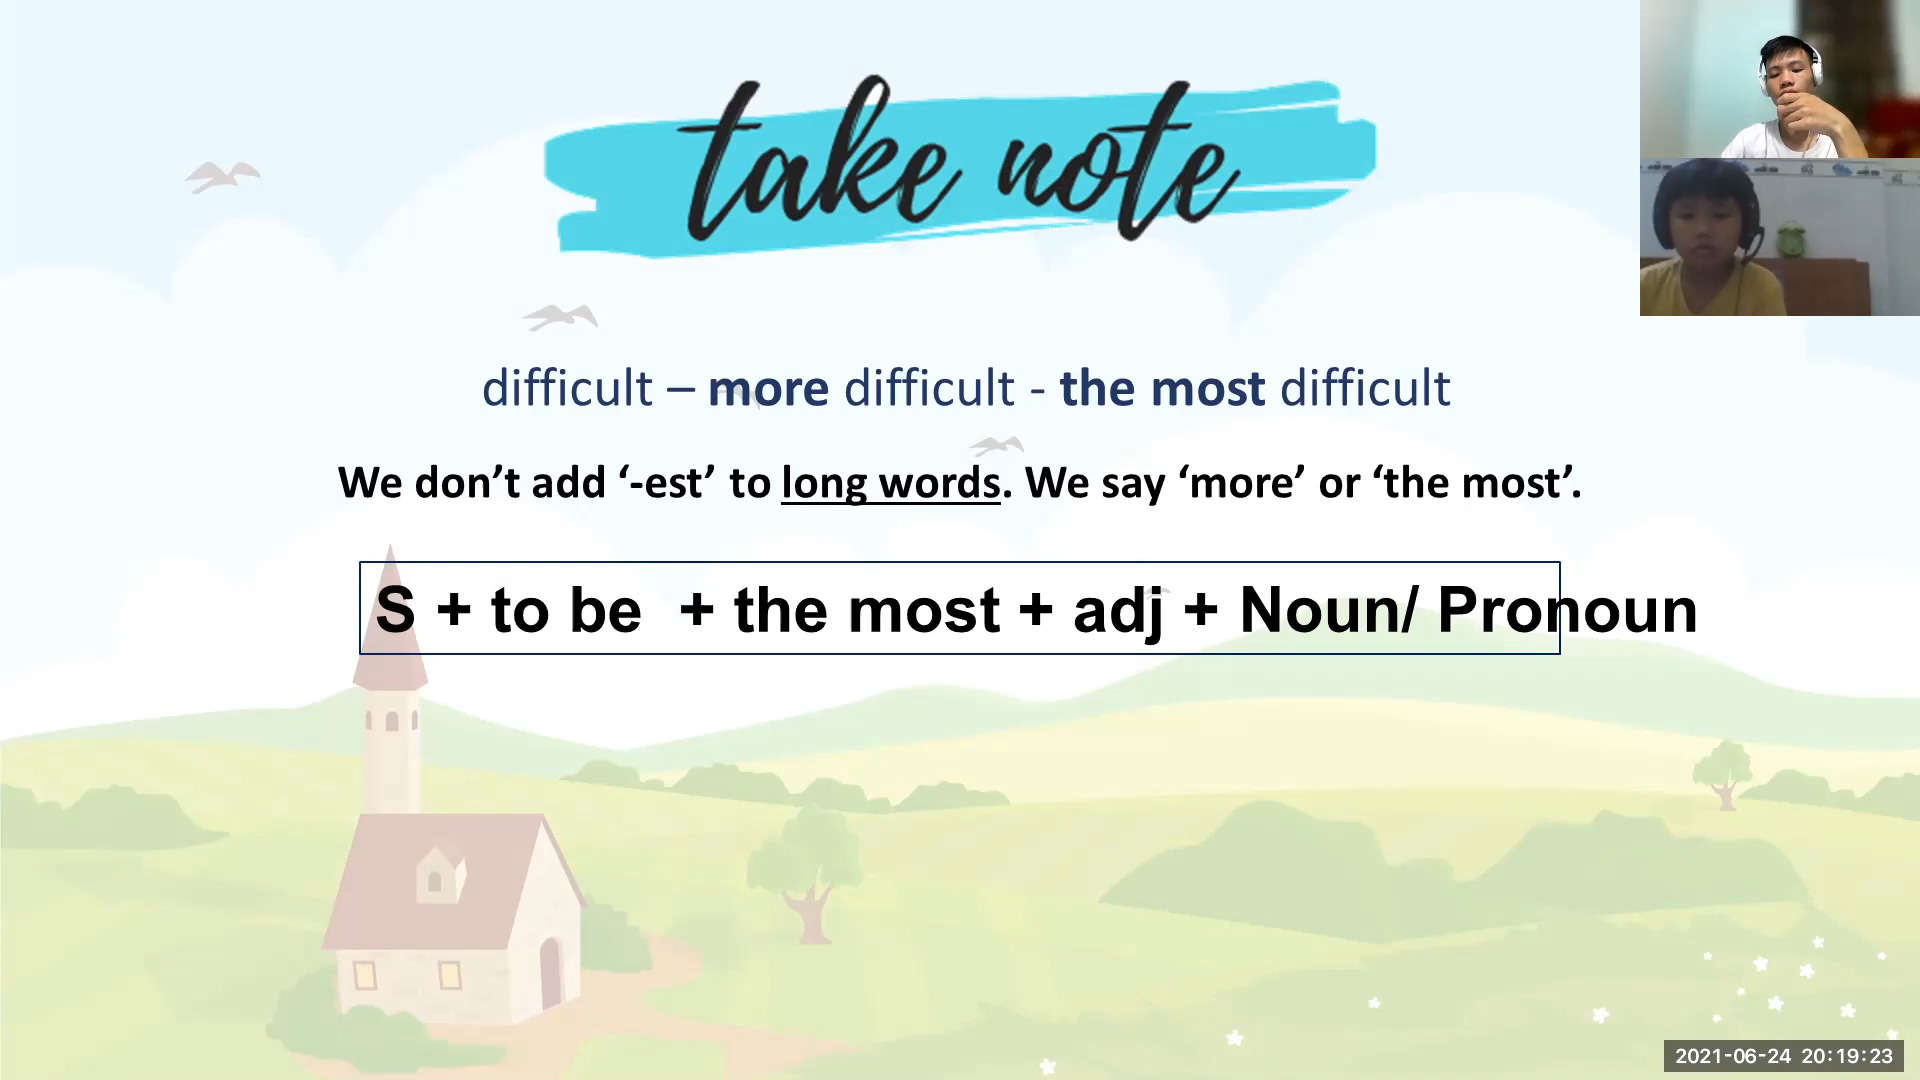 take note
difficult – more difficult - the most difficult
We don’t add ‘-est’ to long words. We say ‘more’ or ‘the most’.
S + to be + the most + adj + Noun/ Pronoun
2021-06-24 20:19:23